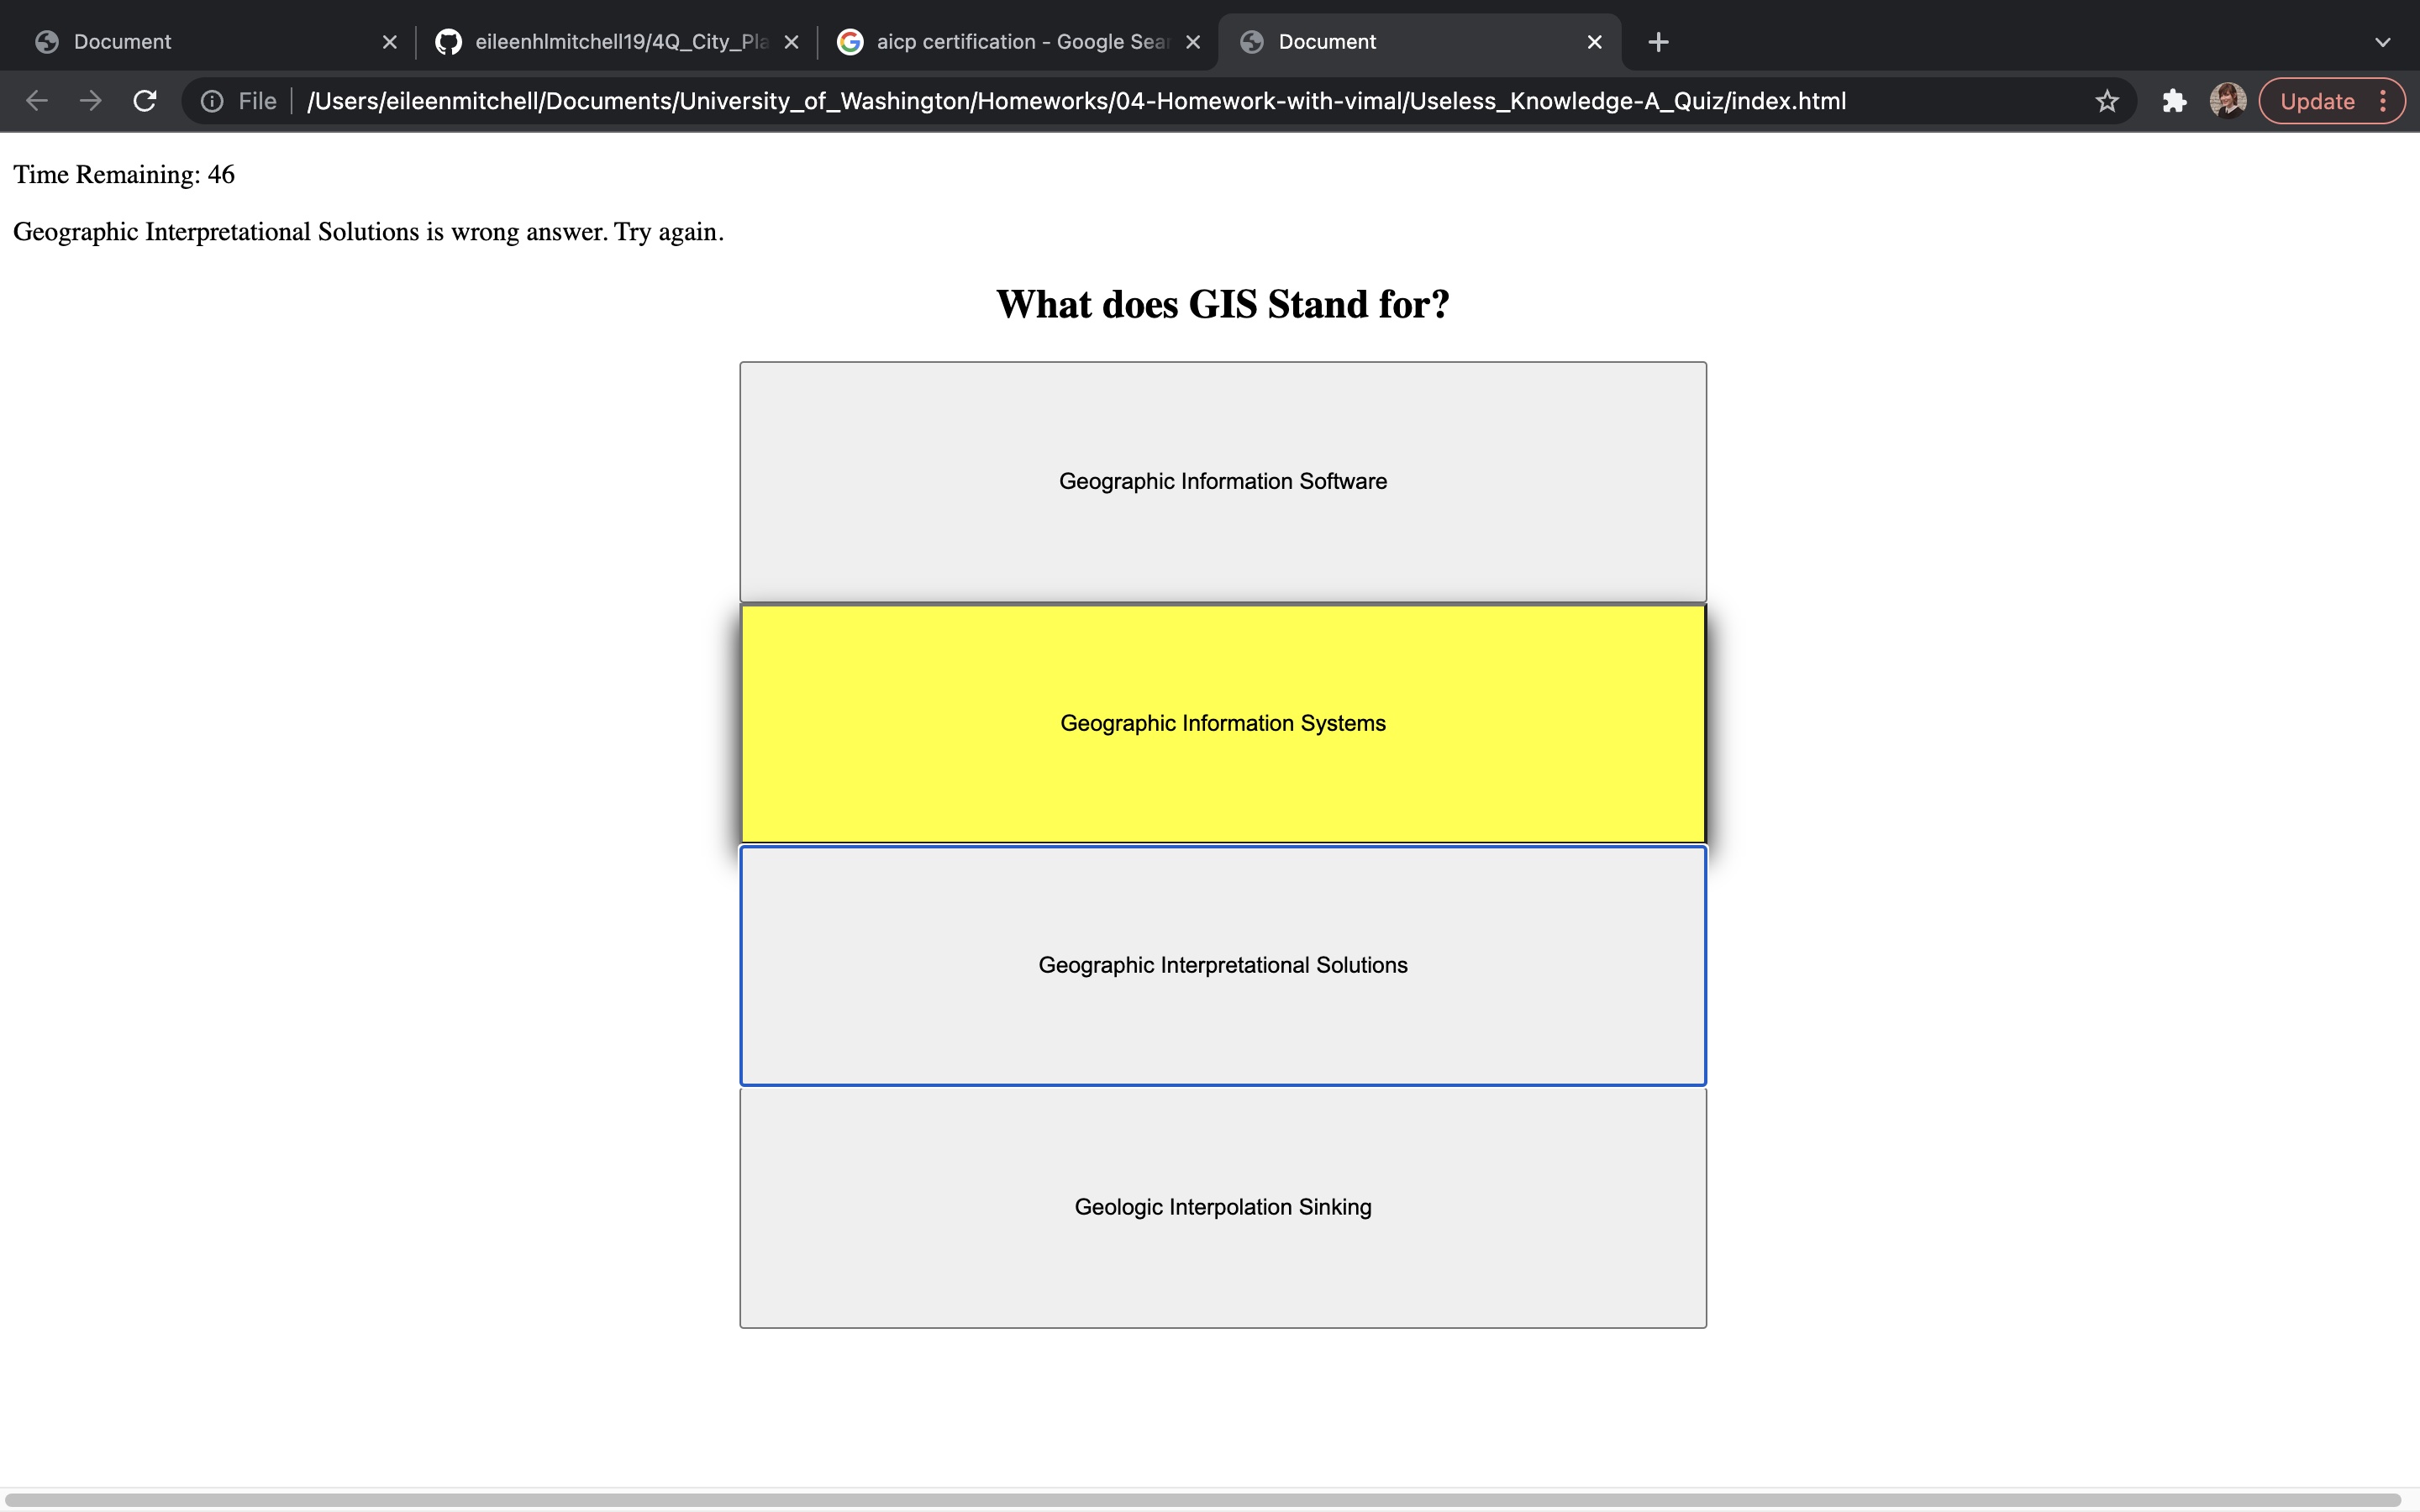 Document
eileenhlmitchell19/4Q_City_Pla
aicp certification - Google Sear
Document
File
/Users/eileenmitchell/Documents/University_of_Washington/Homeworks/04-Homework-with-vimal/Useless_Knowledge-A_Quiz/index.html
Update
Time Remaining: 46
Geographic Interpretational Solutions is wrong answer. Try again.
What does GIS Stand for?
Geographic Information Software
Geographic Information Systems
Geographic Interpretational Solutions
Geologic Interpolation Sinking